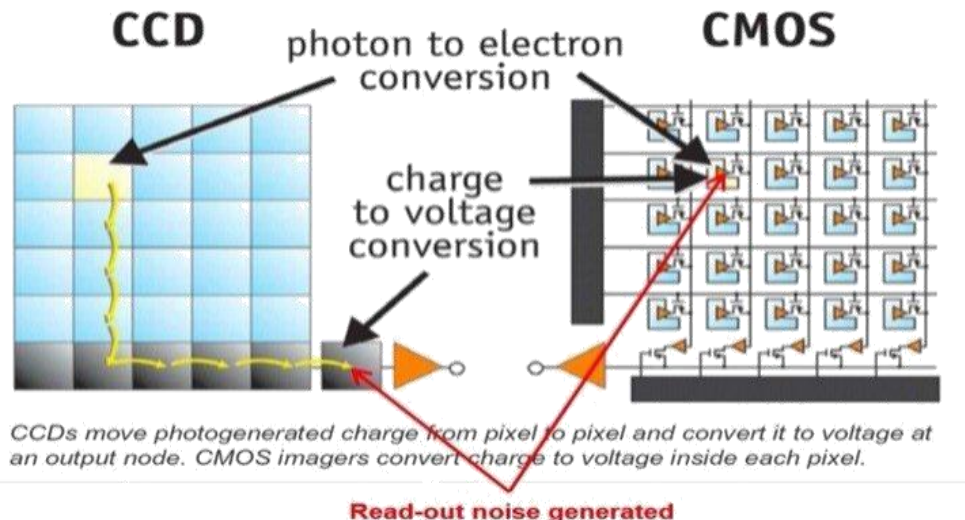 CCD
CMOS
photon to electron
conversion
charge
to voltage
conversion
CCDs move photogenerated charge from pixel to pixel and convert it to voltage at
an output node. CMOS imagers convert charge to voltage inside each pixel.
Read-out noise generated